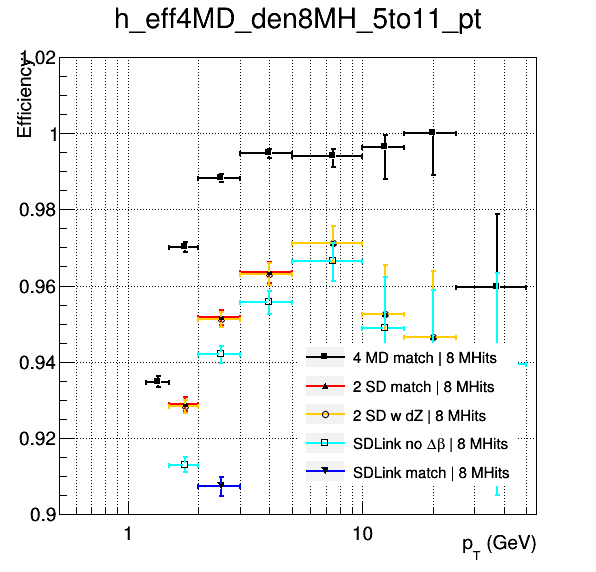 h_eff4MD_den8MH_5to11_pt
Efficiency
1.02
1
0.98
0.96
0.94
0.92
0.9
4 MD match | 8 MHits
2 SD match | 8 MHits
2 SD w dZ | 8 MHits
SDLink no Δβ | 8 MHits
SDLink match | 8 MHits
1
10
p_T (GeV)